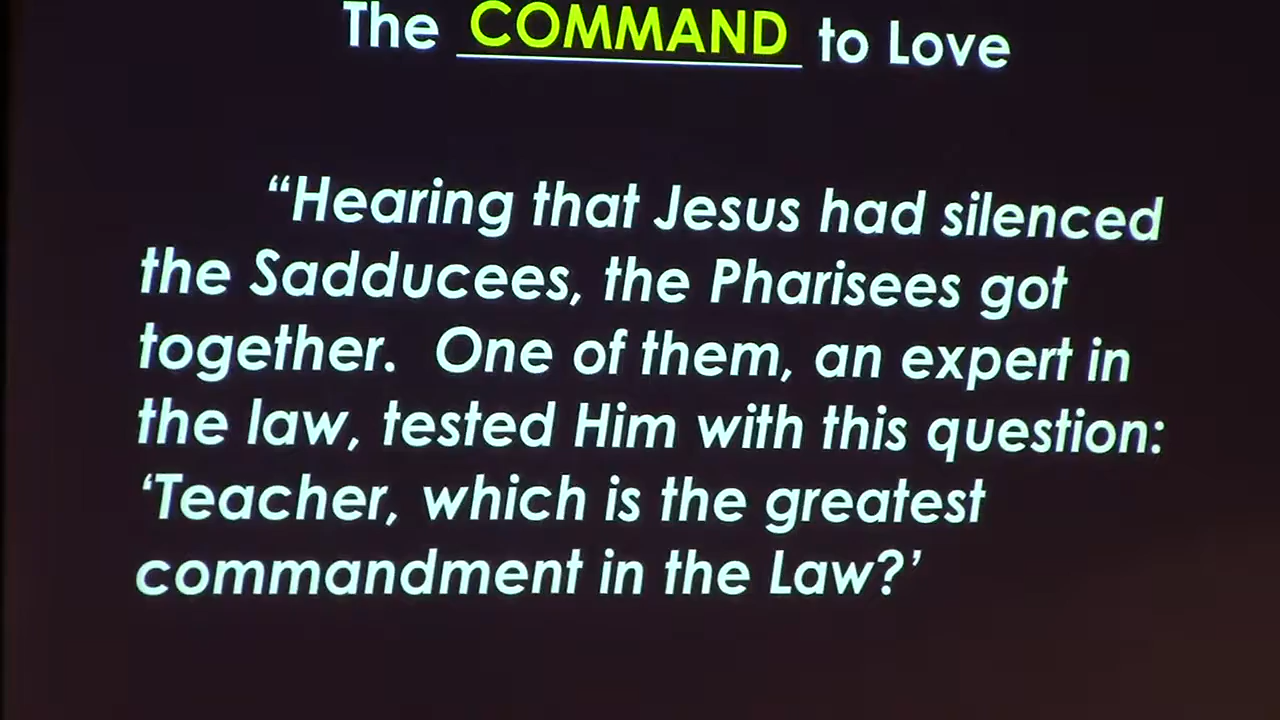 The COMMAND to Love
“Hearing that Jesus had silenced
the Sadducees, the Pharisees got
together. One of them, an expert in
the law, tested Him with this question:
‘Teacher, which is the greatest
commandment in the Law?’